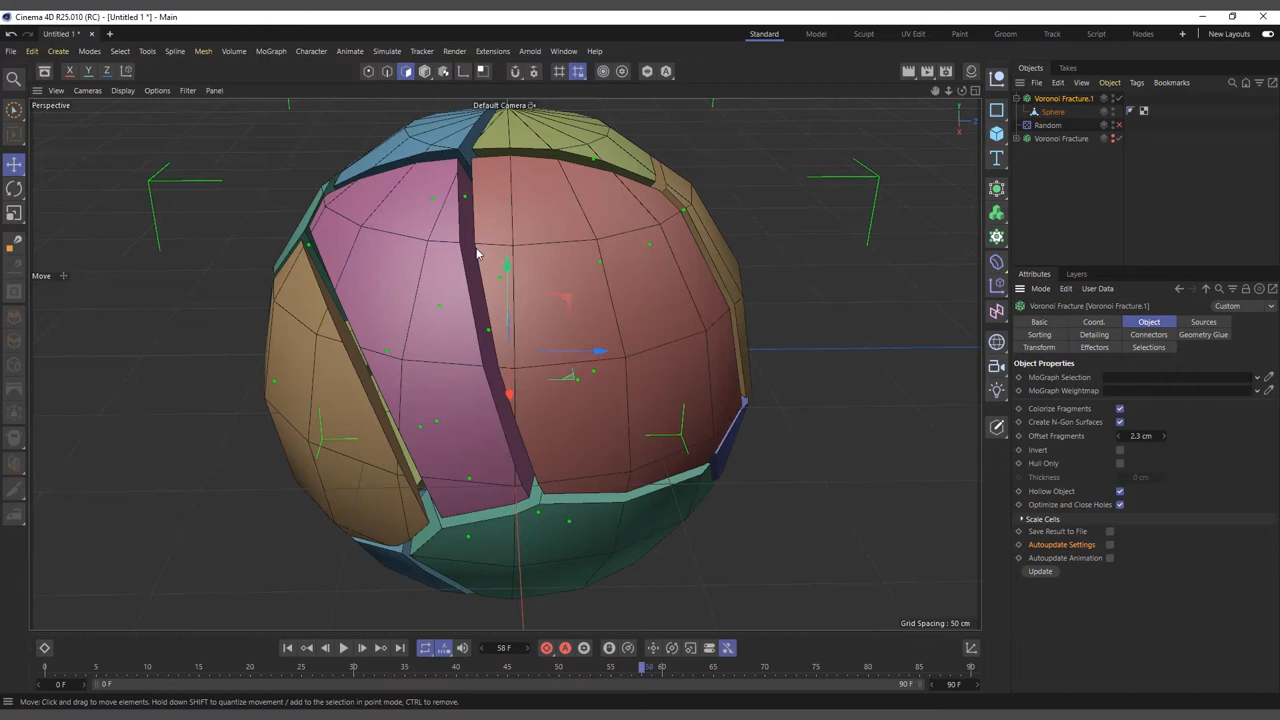 Cinema 4D R25.010 (RC) - [Untitled 1 *] - Main
Untitled 1 *
Standard Model Sculpt UV Edit Paint Groom Track Script Nodes New Layouts
File Edit Create Modes Select Tools Spline Mesh Volume MoGraph Character Animate Simulate Tracker Render Extensions Arnold Window Help
X Y Z
View Cameras Display Options Filter Panel
Perspective
Default Camera
Y
Z
X
Move
Grid Spacing : 50 cm
Objects Takes
File Edit View Object Tags Bookmarks
Voronoi Fracture.1
Sphere
Random
Voronoi Fracture
Attributes Layers
Mode Edit User Data
Voronoi Fracture [Voronoi Fracture.1]
Custom
Basic Coord. Object Sources
Sorting Detailing Connectors Geometry Glue
Transform Effectors Selections
Object Properties
MoGraph Selection
MoGraph Weightmap
Colorize Fragments
Create N-Gon Surfaces
Offset Fragments 2.3 cm
Invert
Hull Only
Thickness 0 cm
Hollow Object
Optimize and Close Holes
Scale Cells
Save Result to File
Autoupdate Settings
Autoupdate Animation
Update
58 F
0 5 10 15 20 25 30 35 40 45 50 55 58 60 65 70 75 80 85 90
0 F 0 F 90 F 90 F
Move: Click and drag to move elements. Hold down SHIFT to quantize movement / add to the selection in point mode, CTRL to remove.